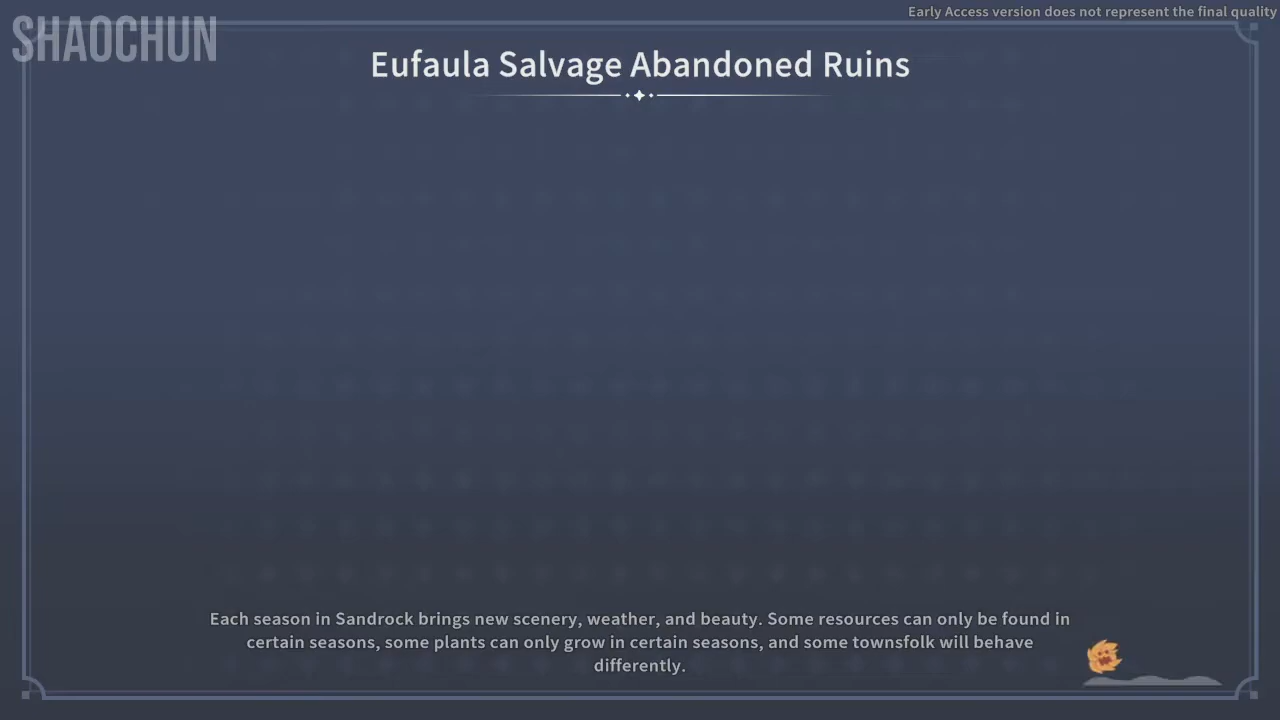 Early Access version does not represent the final quality
SHAOCHUN
Eufaula Salvage Abandoned Ruins
Each season in Sandrock brings new scenery, weather, and beauty. Some resources can only be found in
certain seasons, some plants can only grow in certain seasons, and some townsfolk will behave
differently.